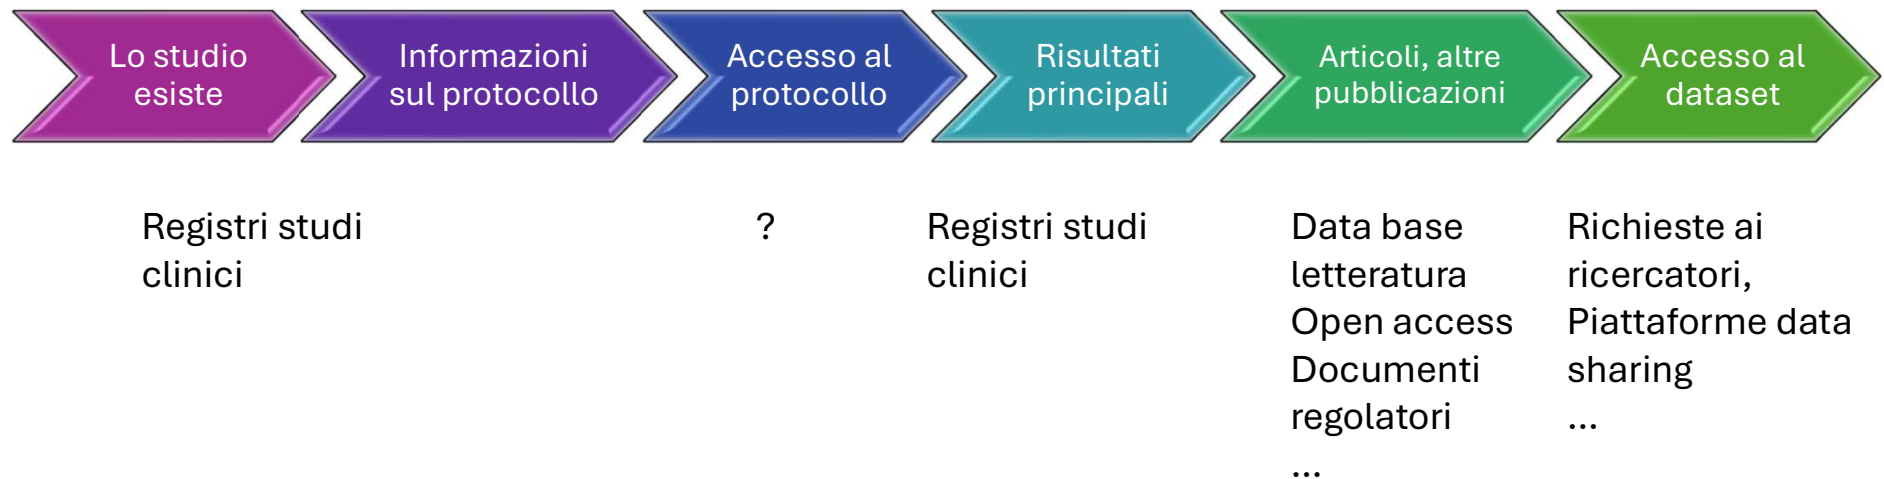 Lo studio
esiste
Informazioni
sul protocollo
Accesso al
protocollo
Risultati
principali
Articoli, altre
pubblicazioni
Accesso al
dataset
Registri studi
clinici
?
Registri studi
clinici
Data base
letteratura
Open access
Documenti
regolatori
...
Richieste ai
ricercatori,
Piattaforme data
sharing
...